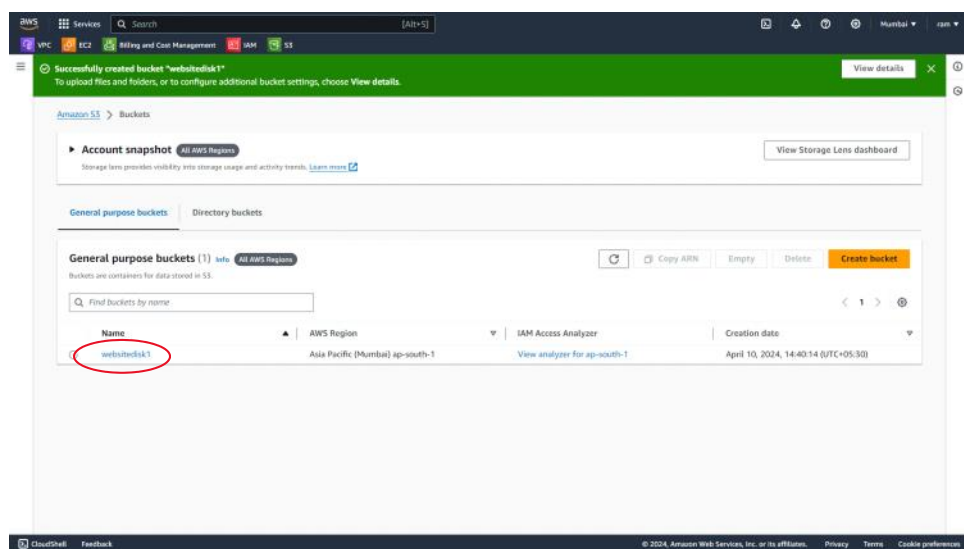 aws Services Search [Alt+S] Mumbai ram
VPC EC2 Billing and Cost Management IAM S3
Successfully created bucket "websitedisk1"
To upload files and folders, or to configure additional bucket settings, choose View details.
View details
Amazon S3 > Buckets
Account snapshot All AWS Regions
Storage lens provides visibility into storage usage and activity trends. Learn more
View Storage Lens dashboard
General purpose buckets Directory buckets
General purpose buckets (1) Info All AWS Regions
Buckets are containers for data stored in S3.
Copy ARN Empty Delete Create bucket
Find buckets by name
1
Name AWS Region IAM Access Analyzer Creation date
websitedisk1 Asia Pacific (Mumbai) ap-south-1 View analyzer for ap-south-1 April 10, 2024, 14:40:14 (UTC+05:30)
CloudShell Feedback © 2024, Amazon Web Services, Inc. or its affiliates. Privacy Terms Cookie preferences